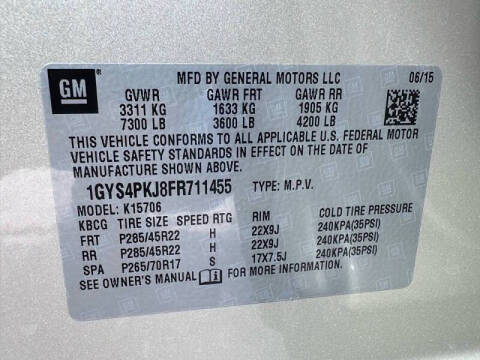 GM
MFD BY GENERAL MOTORS LLC 06/15
GVWR GAWR FRT GAWR RR
3311 KG 1633 KG 1905 KG
7300 LB 3600 LB 4200 LB
THIS VEHICLE CONFORMS TO ALL APPLICABLE U.S. FEDERAL MOTOR
VEHICLE SAFETY STANDARDS IN EFFECT ON THE DATE OF
MANUFACTURE SHOWN ABOVE.
1GYS4PKJ8FR711455 TYPE: M.P.V.
MODEL: K15706
KBCG TIRE SIZE SPEED RTG RIM COLD TIRE PRESSURE
FRT P285/45R22 H 22X9J 240KPA(35PSI)
RR P285/45R22 H 22X9J 240KPA(35PSI)
SPA P265/70R17 S 17X7.5J 240KPA(35PSI)
SEE OWNER'S MANUAL FOR MORE INFORMATION